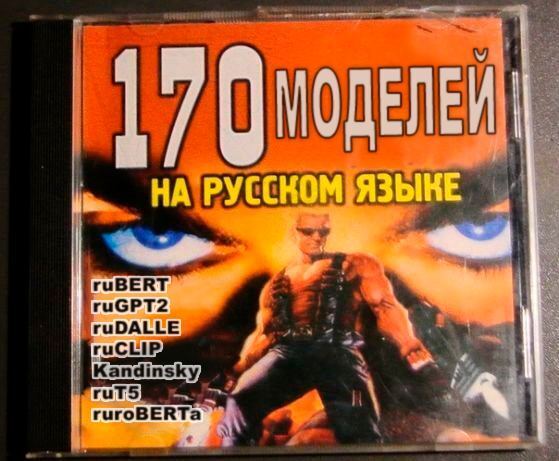 170 МОДЕЛЕЙ
НА РУССКОМ ЯЗЫКЕ
ruBERT
ruGPT2
ruDALLE
ruCLIP
Kandinsky
ruT5
ruroBERTa